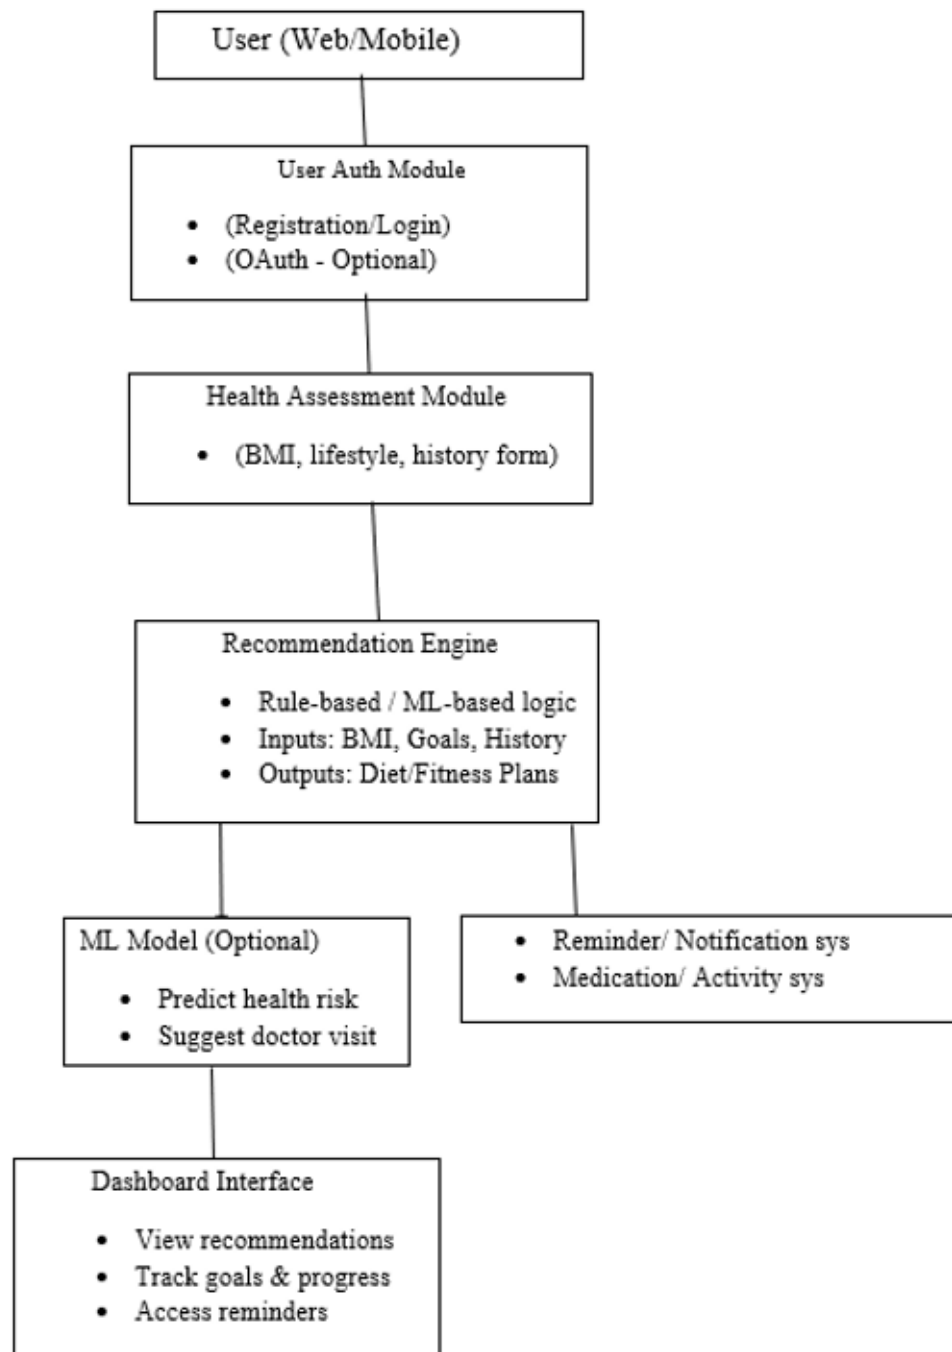 User (Web/Mobile)
User Auth Module
• (Registration/Login)
• (OAuth - Optional)
Health Assessment Module
• (BMI, lifestyle, history form)
Recommendation Engine
• Rule-based / ML-based logic
• Inputs: BMI, Goals, History
• Outputs: Diet/Fitness Plans
ML Model (Optional)
• Predict health risk
• Suggest doctor visit
• Reminder/ Notification sys
• Medication/ Activity sys
Dashboard Interface
• View recommendations
• Track goals & progress
• Access reminders